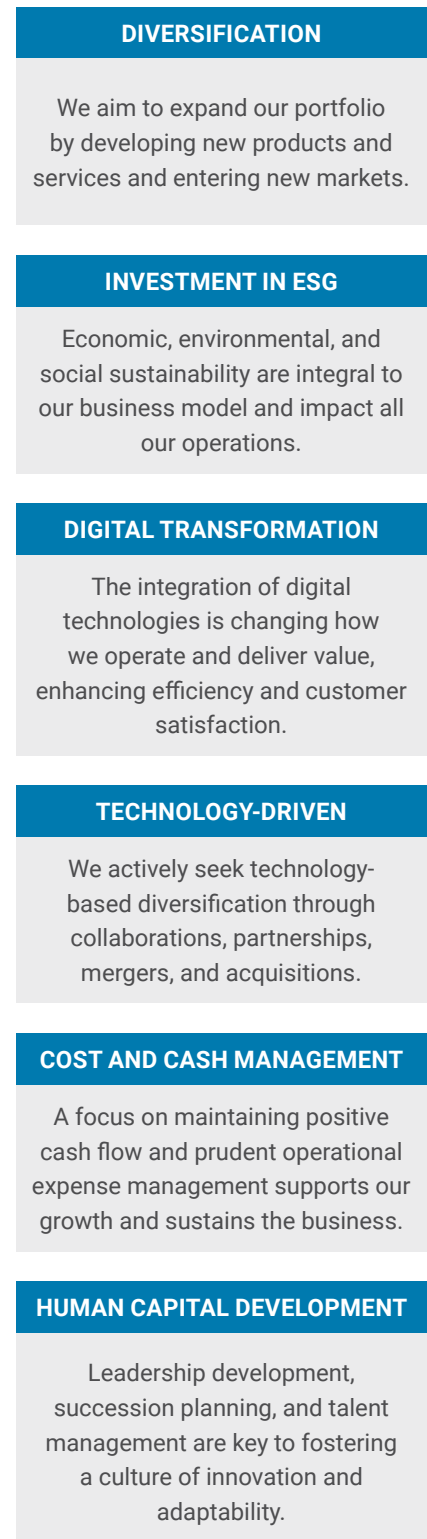 DIVERSIFICATION
We aim to expand our portfolio
by developing new products and
services and entering new markets.
INVESTMENT IN ESG
Economic, environmental, and
social sustainability are integral to
our business model and impact all
our operations.
DIGITAL TRANSFORMATION
The integration of digital
technologies is changing how
we operate and deliver value,
enhancing efficiency and customer
satisfaction.
TECHNOLOGY-DRIVEN
We actively seek technology-
based diversification through
collaborations, partnerships,
mergers, and acquisitions.
COST AND CASH MANAGEMENT
A focus on maintaining positive
cash flow and prudent operational
expense management supports our
growth and sustains the business.
HUMAN CAPITAL DEVELOPMENT
Leadership development,
succession planning, and talent
management are key to fostering
a culture of innovation and
adaptability.